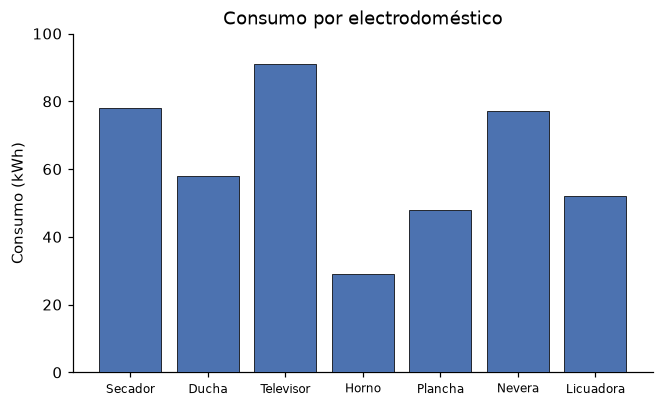 Consumo por electrodoméstico
Consumo (kWh)
100
80
60
40
20
0
Secador Ducha Televisor Horno Plancha Nevera Licuadora